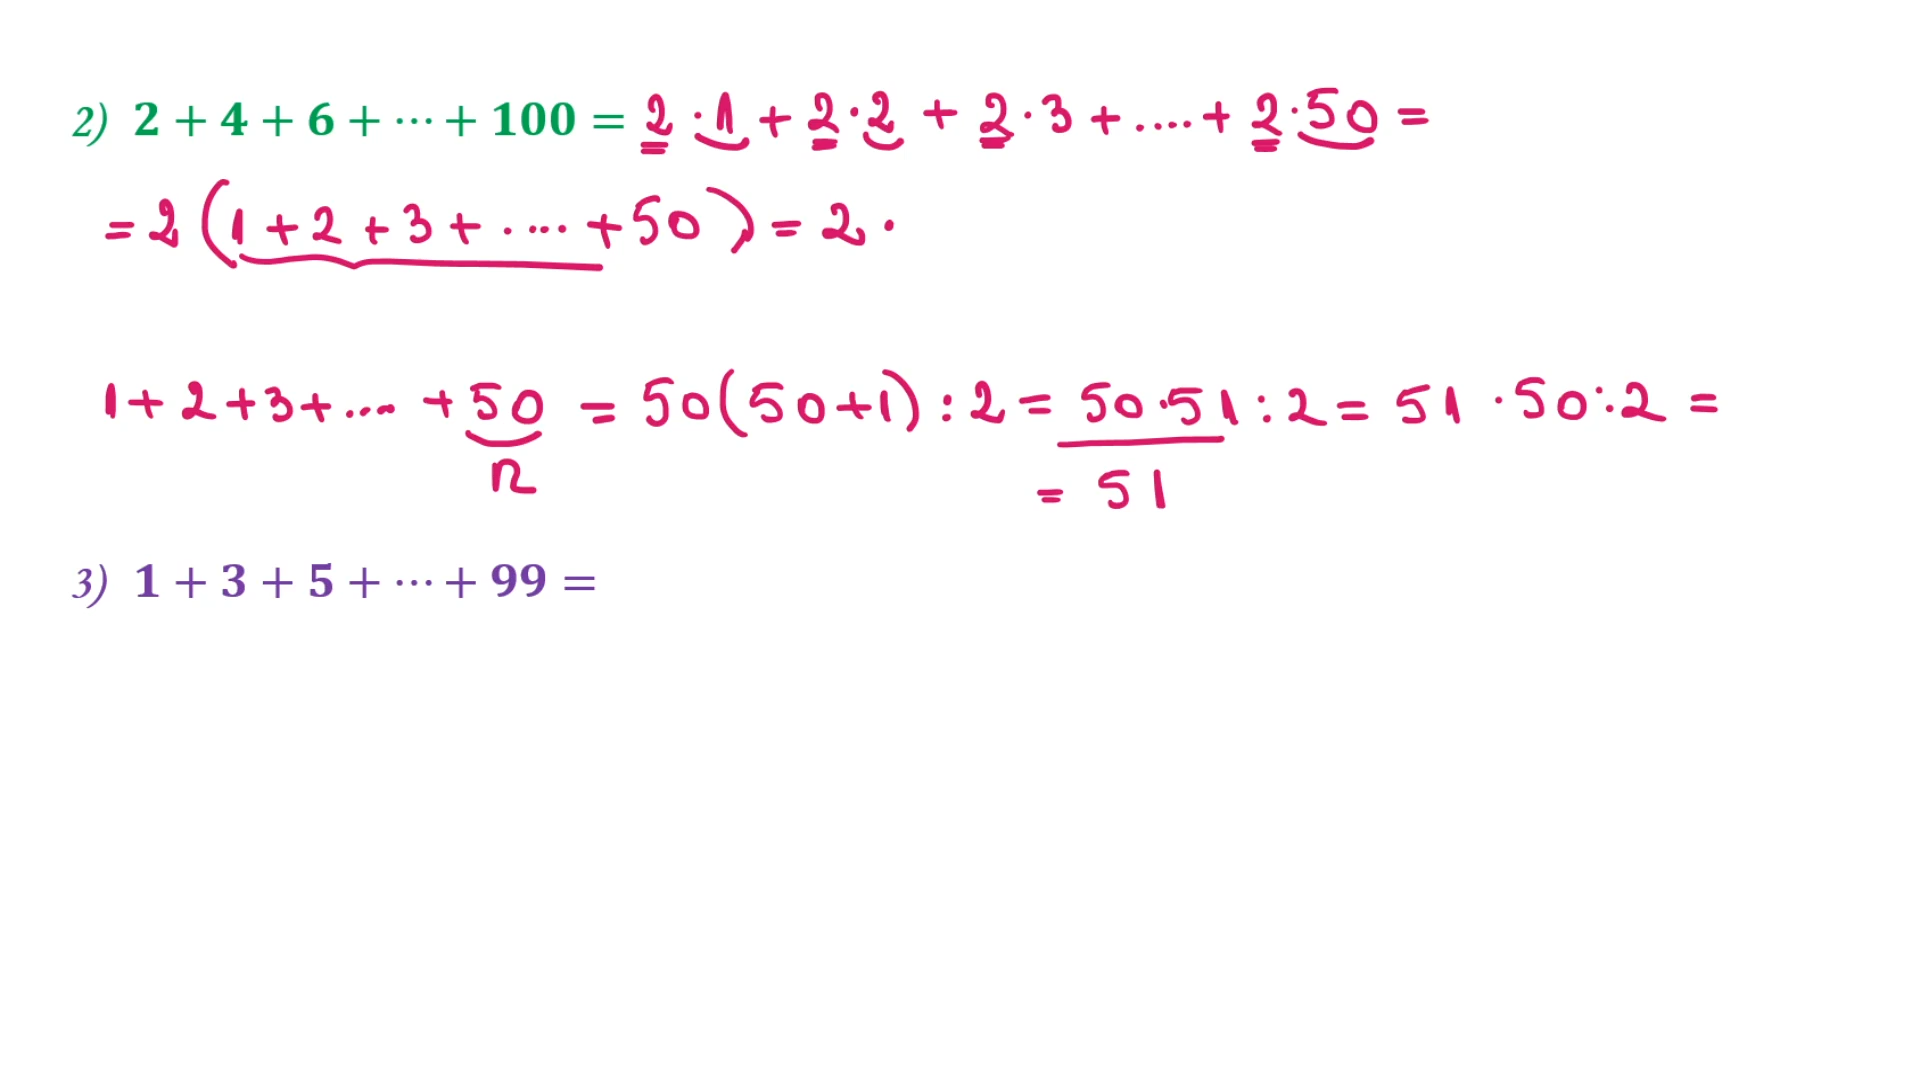 2) 2 + 4 + 6 + ⋯ + 100 = 2 · 1 + 2 · 2 + 2 · 3 + .... + 2 · 50 =
= 2 (1 + 2 + 3 + .... + 50) = 2 ·
1 + 2 + 3 + .... + 50 = 50(50+1) : 2 = 50 · 51 : 2 = 51 · 50 : 2 =
n
= 51
3) 1 + 3 + 5 + ⋯ + 99 =